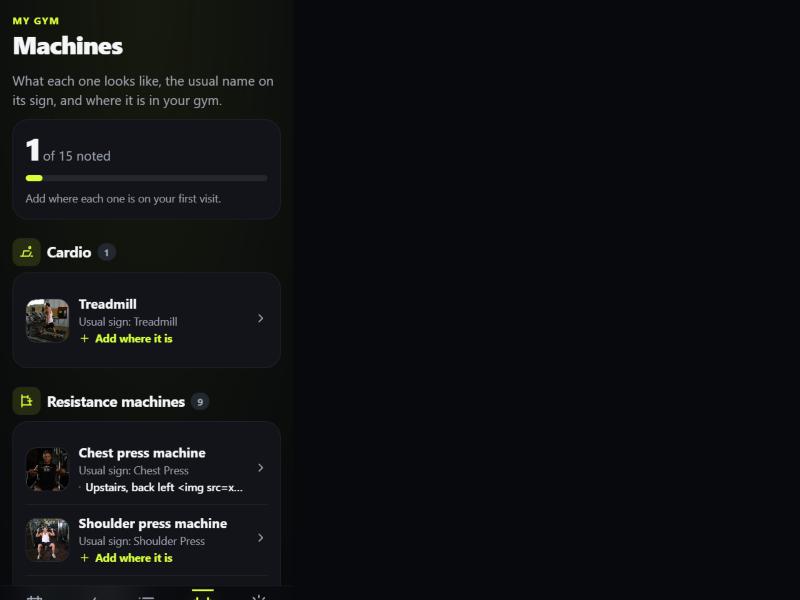 MY GYM
Machines
What each one looks like, the usual name on
its sign, and where it is in your gym.
1 of 15 noted
Add where each one is on your first visit.
Cardio 1
Treadmill
Usual sign: Treadmill
+ Add where it is
Resistance machines 9
Chest press machine
Usual sign: Chest Press
· Upstairs, back left <img src=x...
Shoulder press machine
Usual sign: Shoulder Press
+ Add where it is